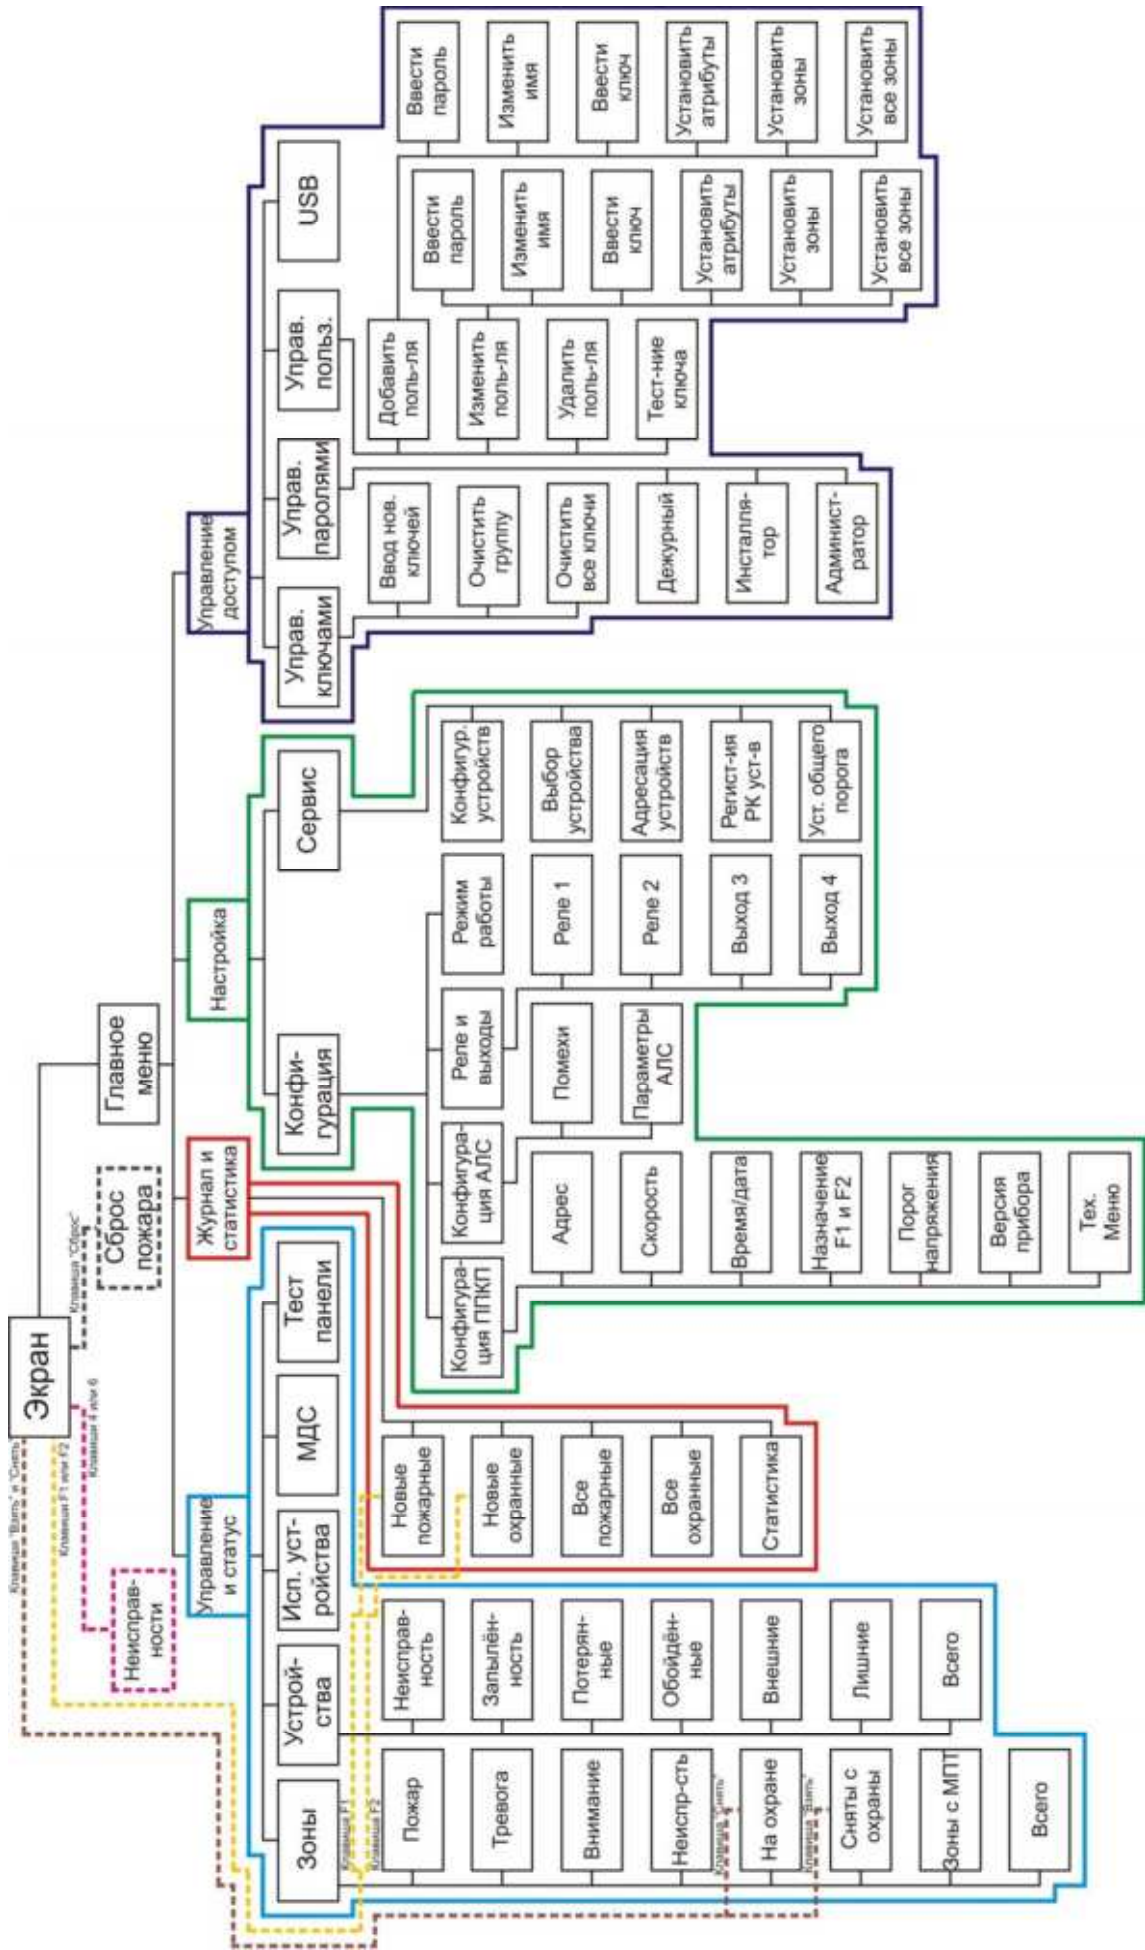 Экран
Клавиша "Взять" и "Снять"
Клавиши F1 или F2
Клавиши 4 или 6
Клавиша "Сброс"
Неисправ-
ности
Сброс
пожара
Главное
меню
Управление
и статус
Журнал и
статистика
Настройка
Управление
доступом
Зоны
Устрой-
ства
Исп. уст-
ройства
МДС
Тест
панели
Клавиша F1
Клавиша F2
Пожар
Тревога
Внимание
Неиспр-сть
Клавиша "Снять"
На охране
Клавиша "Взять"
Сняты с
охраны
Зоны с МПТ
Всего
Неисправ-
ность
Запылён-
ность
Потерян-
ные
Обойдён-
ные
Внешние
Лишние
Всего
Новые
пожарные
Новые
охранные
Все
пожарные
Все
охранные
Статистика
Конфи-
гурация
Сервис
Конфигура-
ция ППКП
Конфигура-
ция АЛС
Реле и
выходы
Режим
работы
Адрес
Скорость
Время/дата
Назначение
F1 и F2
Порог
напряжения
Версия
прибора
Тех.
Меню
Помехи
Параметры
АЛС
Реле 1
Реле 2
Выход 3
Выход 4
Конфигур.
устройств
Выбор
устройства
Адресация
устройств
Регист-ия
РК уст-в
Уст. общего
порога
Управ.
ключами
Управ.
паролями
Управ.
польз.
USB
Ввод нов.
ключей
Очистить
группу
Очистить
все ключи
Дежурный
Инсталля-
тор
Админист-
ратор
Добавить
поль-ля
Изменить
поль-ля
Удалить
поль-ля
Тест-ние
ключа
Ввести
пароль
Изменить
имя
Ввести
ключ
Установить
атрибуты
Установить
зоны
Установить
все зоны
Ввести
пароль
Изменить
имя
Ввести
ключ
Установить
атрибуты
Установить
зоны
Установить
все зоны